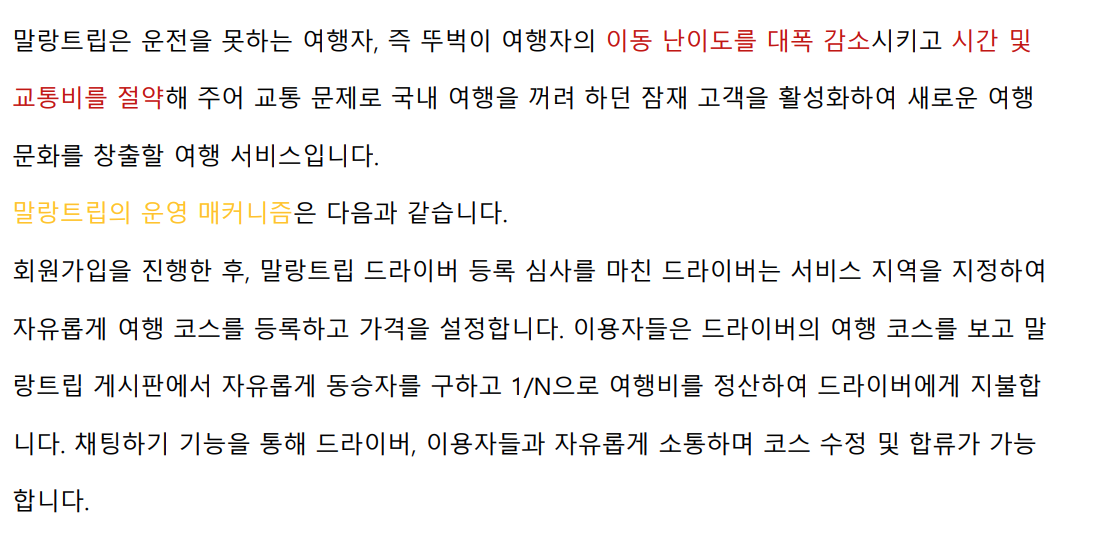 말랑트립은 운전을 못하는 여행자, 즉 뚜벅이 여행자의 이동 난이도를 대폭 감소시키고 시간 및
교통비를 절약해 주어 교통 문제로 국내 여행을 꺼려 하던 잠재 고객을 활성화하여 새로운 여행
문화를 창출할 여행 서비스입니다.
말랑트립의 운영 매커니즘은 다음과 같습니다.
회원가입을 진행한 후, 말랑트립 드라이버 등록 심사를 마친 드라이버는 서비스 지역을 지정하여
자유롭게 여행 코스를 등록하고 가격을 설정합니다. 이용자들은 드라이버의 여행 코스를 보고 말
랑트립 게시판에서 자유롭게 동승자를 구하고 1/N으로 여행비를 정산하여 드라이버에게 지불합
니다. 채팅하기 기능을 통해 드라이버, 이용자들과 자유롭게 소통하며 코스 수정 및 합류가 가능
합니다.